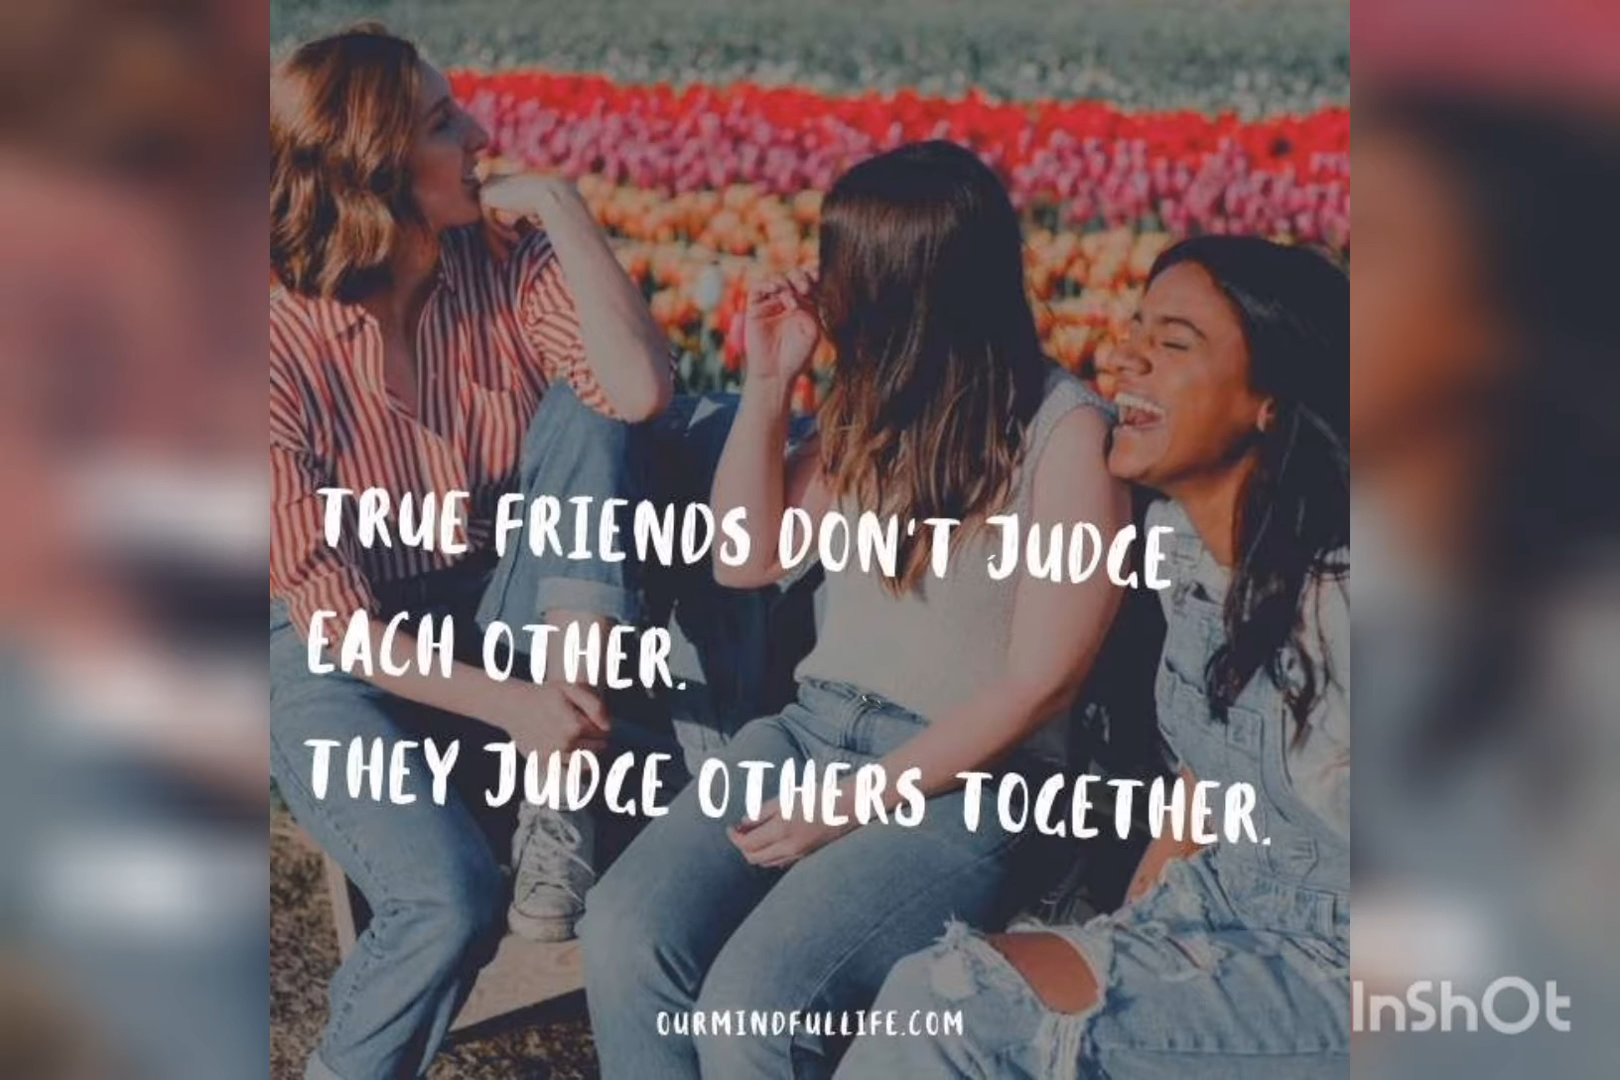 TRUE FRIENDS DON'T JUDGE
EACH OTHER.
THEY JUDGE OTHERS TOGETHER.
OURMINDFULLIFE.COM
InShOt